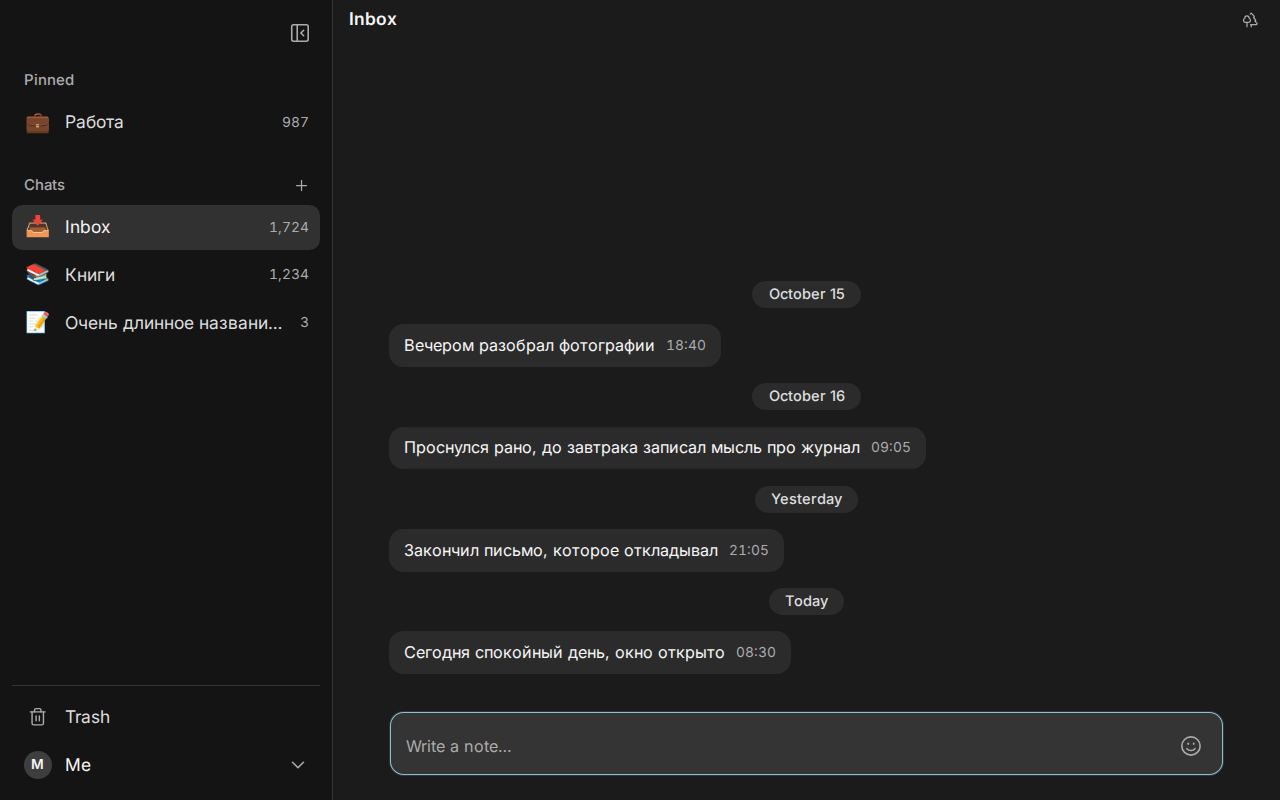 Inbox
Pinned
Работа 987
Chats
Inbox 1,724
Книги 1,234
Очень длинное названи... 3
Trash
M Me
October 15
Вечером разобрал фотографии 18:40
October 16
Проснулся рано, до завтрака записал мысль про журнал 09:05
Yesterday
Закончил письмо, которое откладывал 21:05
Today
Сегодня спокойный день, окно открыто 08:30
Write a note...